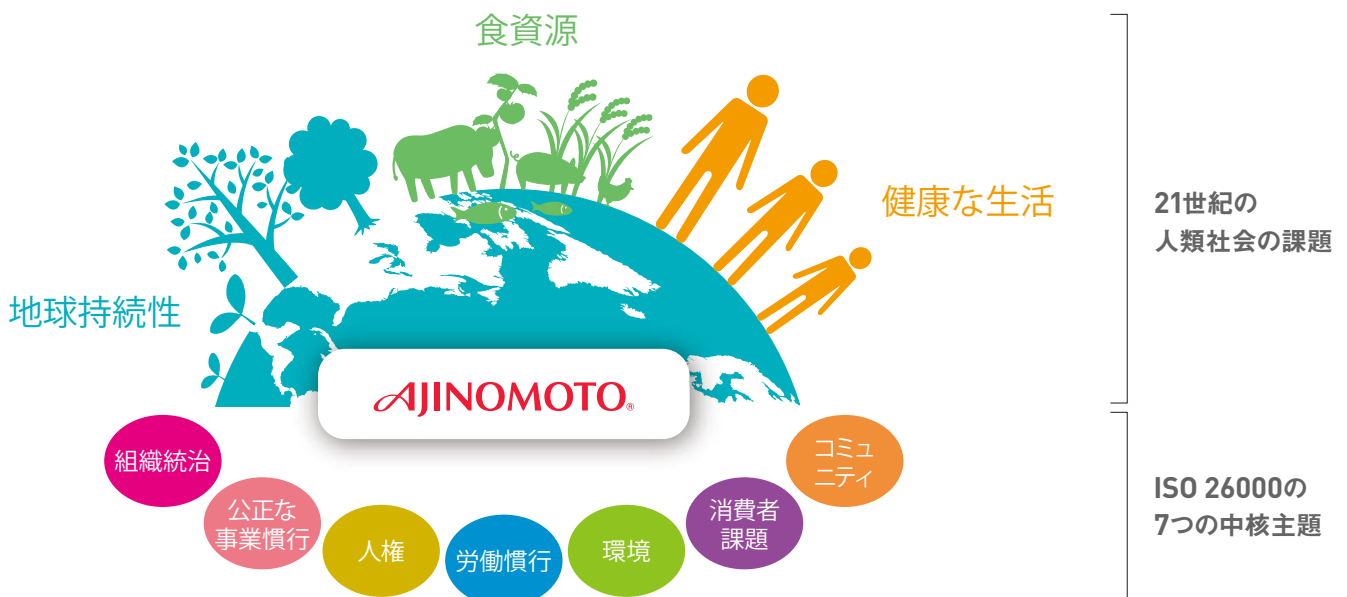 食資源
健康な生活
地球持続性
21世紀の
人類社会の課題
AJINOMOTO®
組織統治
公正な
事業慣行
人権
労働慣行
環境
消費者
課題
コミュ
ニティ
ISO 26000の
7つの中核主題